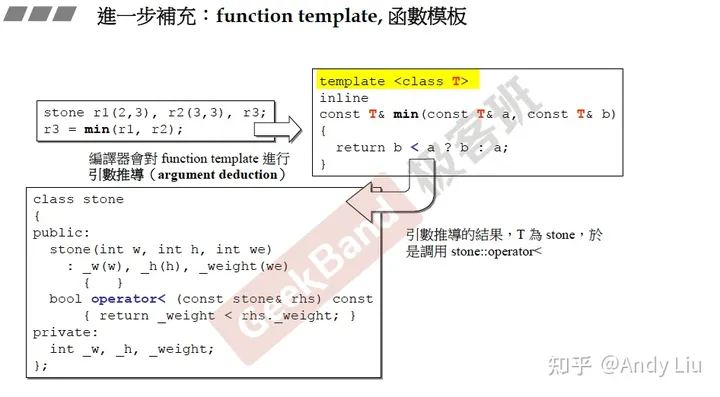 進一步補充：function template, 函數模板
stone r1(2,3), r2(3,3), r3;
r3 = min(r1, r2);
編譯器會對 function template 進行
引數推導（argument deduction）
template <class T>
inline
const T& min(const T& a, const T& b)
{
  return b < a ? b : a;
}
class stone
{
public:
  stone(int w, int h, int we)
    : _w(w), _h(h), _weight(we)
      {   }
  bool operator< (const stone& rhs) const
      { return _weight < rhs._weight; }
private:
  int _w, _h, _weight;
};
引數推導的結果，T 為 stone，於
是調用 stone::operator<
GeekBand 极客班
知乎 @Andy Liu